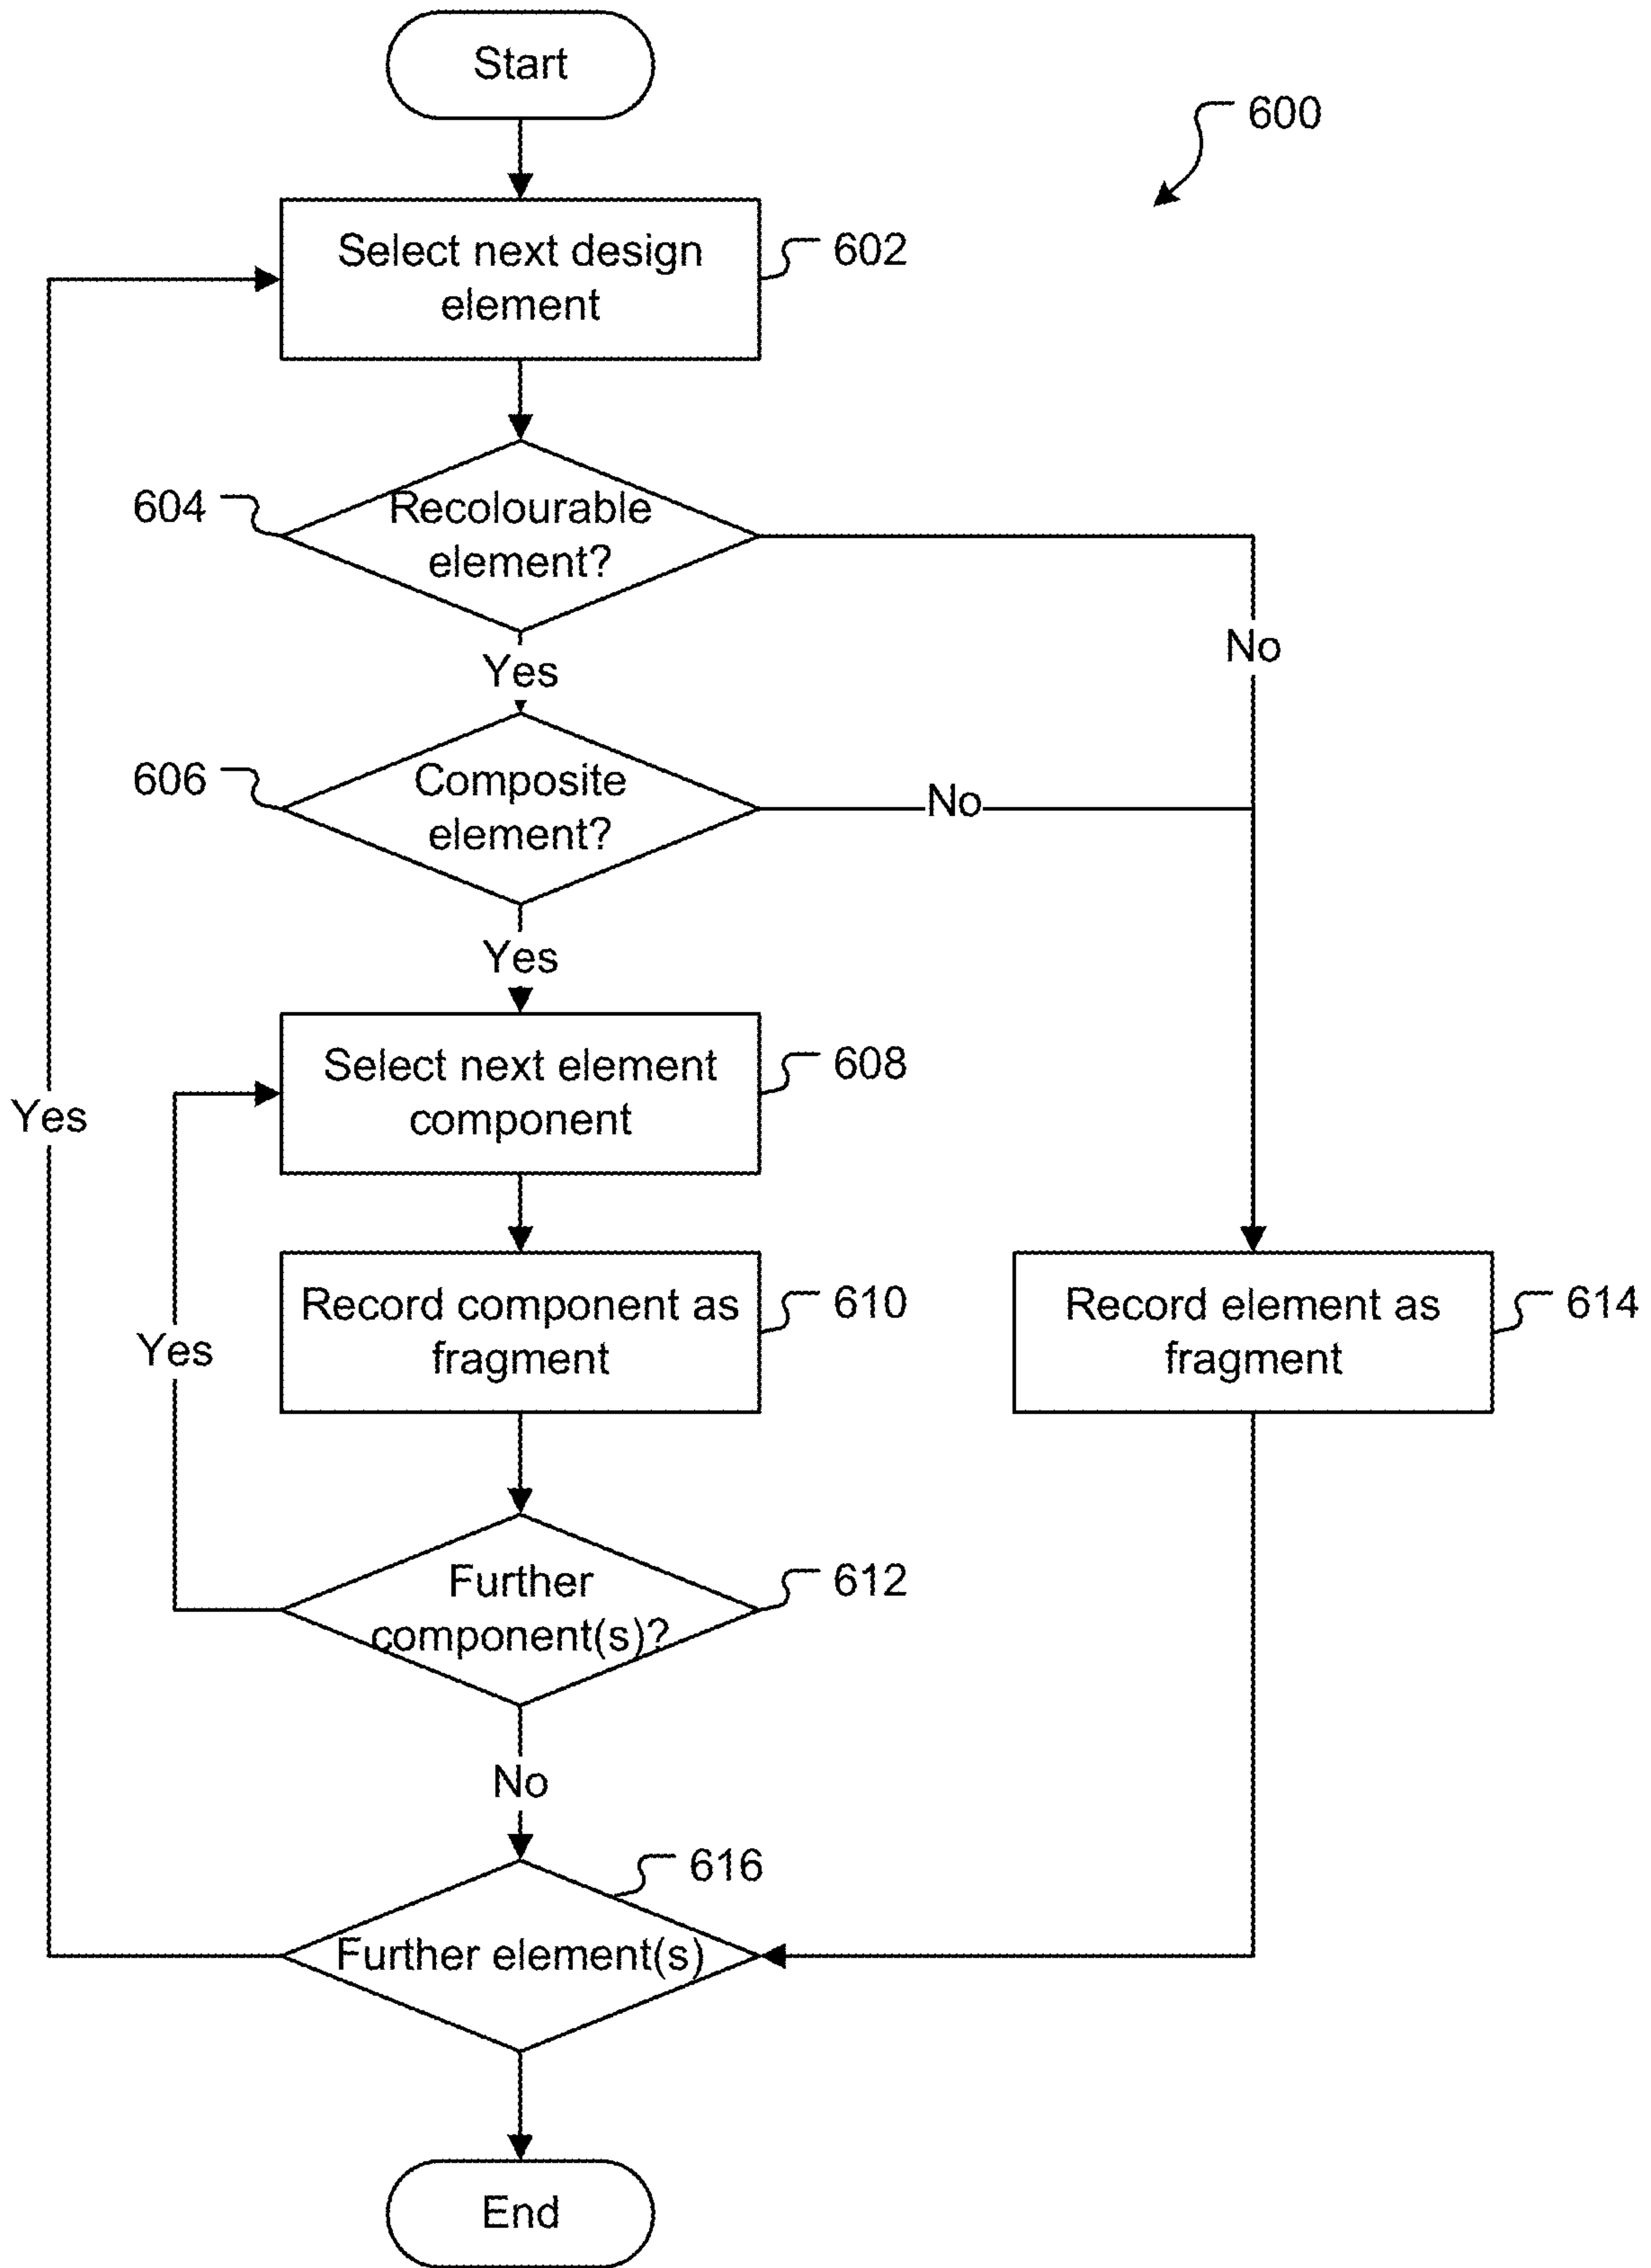 Start
600
Select next design
element
602
604
Recolourable
element?
No
Yes
606
Composite
element?
No
Yes
Select next element
component
608
Yes
Record component as
fragment
610
Record element as
fragment
614
Yes
Further
component(s)?
612
No
616
Further element(s)
End